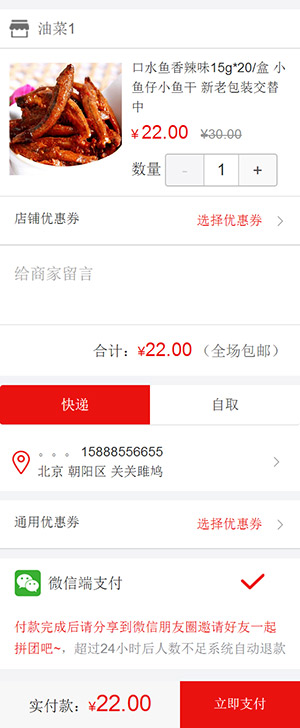 油菜1
口水鱼香辣味15g*20/盒 小
鱼仔小鱼干 新老包装交替
中
¥ 22.00 ¥30.00
数量 - 1 +
店铺优惠券 选择优惠券
给商家留言
合计：¥22.00（全场包邮）
快递 自取
。。。 15888556655
北京 朝阳区 关关雎鸠
通用优惠券 选择优惠券
微信端支付
付款完成后请分享到微信朋友圈邀请好友一起
拼团吧~，超过24小时后人数不足系统自动退款
实付款：¥22.00 立即支付